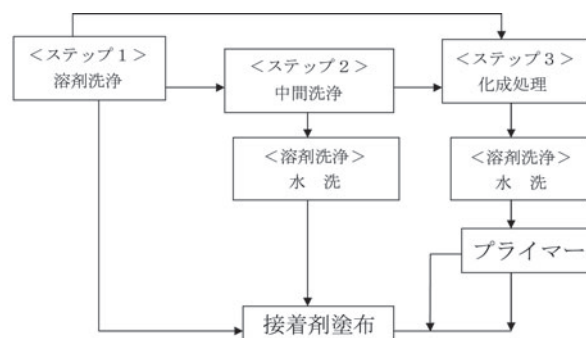 <ステップ1>
溶剤洗浄
<ステップ2>
中間洗浄
<ステップ3>
化成処理
<溶剤洗浄>
水 洗
<溶剤洗浄>
水 洗
プライマー
接着剤塗布